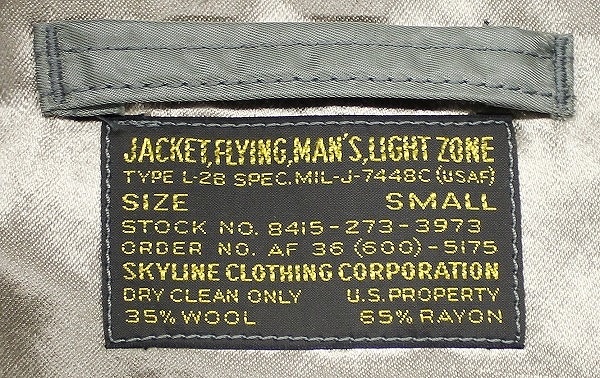 JACKET,FLYING,MAN'S,LIGHT ZONE
TYPE L-2B SPEC.MIL-J-7448C (USAF)
SIZE SMALL
STOCK NO. 8415-273-3973
ORDER NO. AF 36 (600)-5175
SKYLINE CLOTHING CORPORATION
DRY CLEAN ONLY U.S. PROPERTY
35% WOOL 65% RAYON